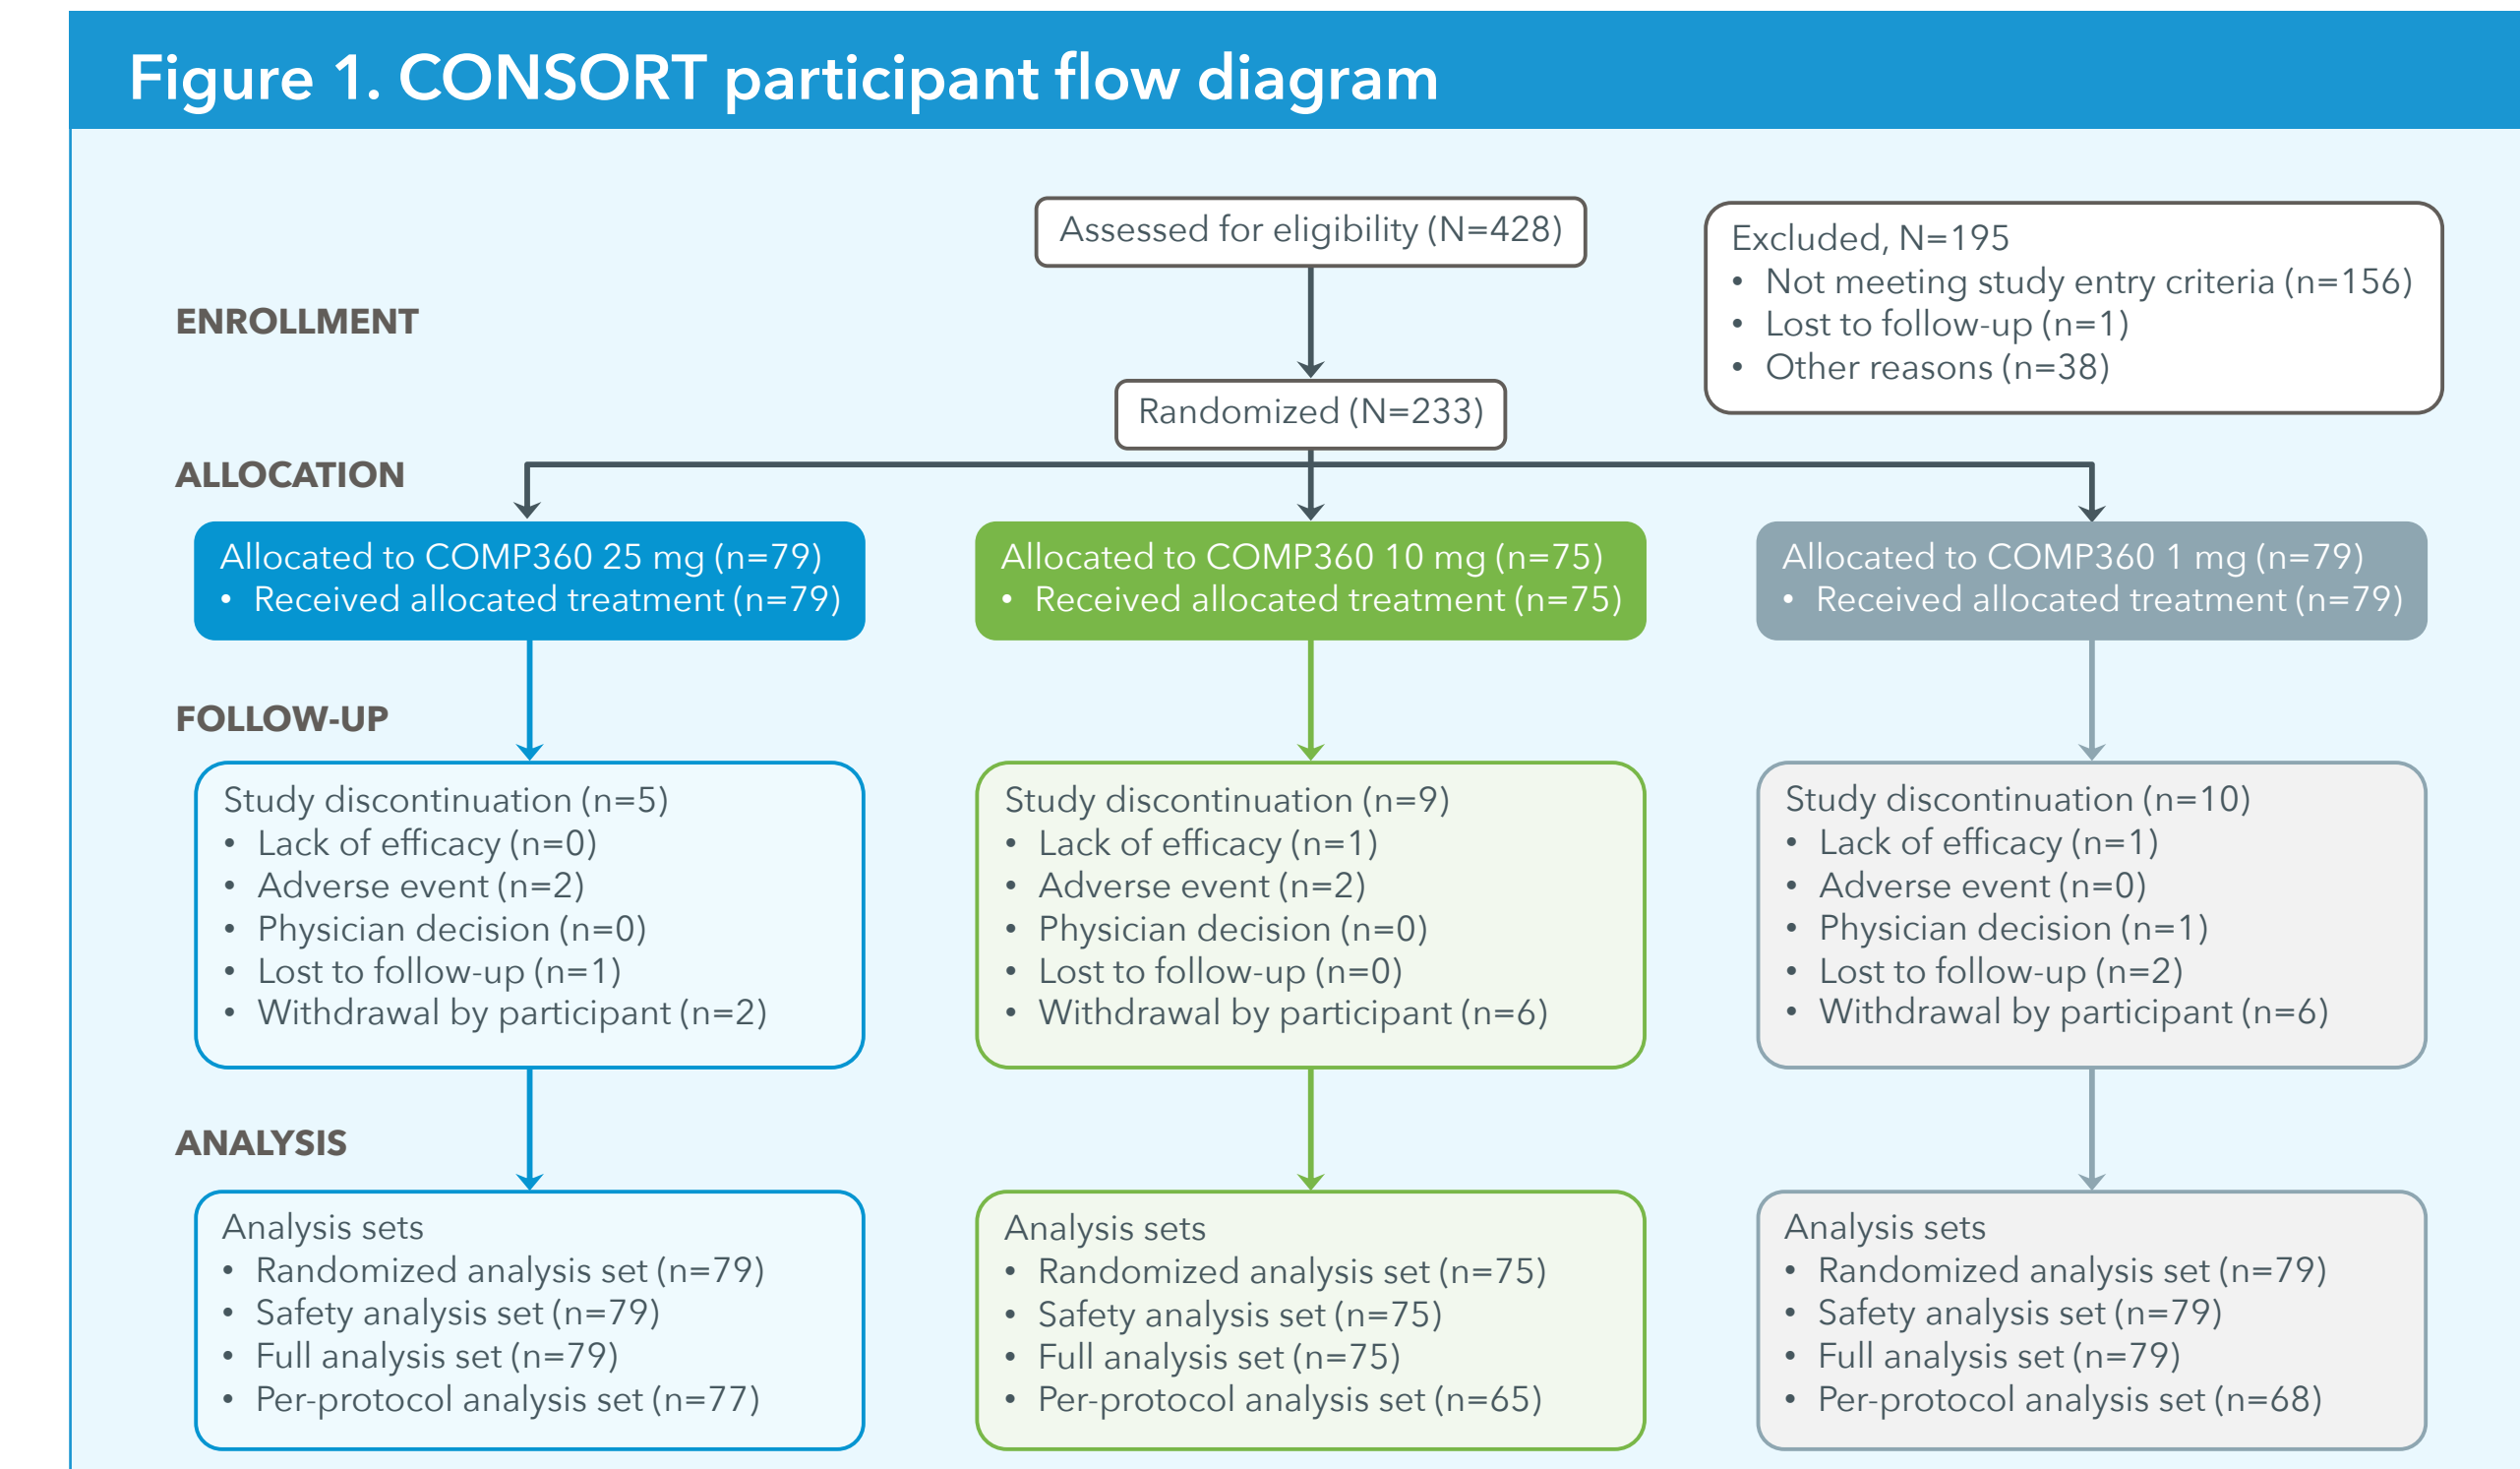 Figure 1. CONSORT participant flow diagram
Assessed for eligibility (N=428)
Excluded, N=195
• Not meeting study entry criteria (n=156)
• Lost to follow-up (n=1)
• Other reasons (n=38)
ENROLLMENT
Randomized (N=233)
ALLOCATION
Allocated to COMP360 25 mg (n=79)
• Received allocated treatment (n=79)
Allocated to COMP360 10 mg (n=75)
• Received allocated treatment (n=75)
Allocated to COMP360 1 mg (n=79)
• Received allocated treatment (n=79)
FOLLOW-UP
Study discontinuation (n=5)
• Lack of efficacy (n=0)
• Adverse event (n=2)
• Physician decision (n=0)
• Lost to follow-up (n=1)
• Withdrawal by participant (n=2)
Study discontinuation (n=9)
• Lack of efficacy (n=1)
• Adverse event (n=2)
• Physician decision (n=0)
• Lost to follow-up (n=0)
• Withdrawal by participant (n=6)
Study discontinuation (n=10)
• Lack of efficacy (n=1)
• Adverse event (n=0)
• Physician decision (n=1)
• Lost to follow-up (n=2)
• Withdrawal by participant (n=6)
ANALYSIS
Analysis sets
• Randomized analysis set (n=79)
• Safety analysis set (n=79)
• Full analysis set (n=79)
• Per-protocol analysis set (n=77)
Analysis sets
• Randomized analysis set (n=75)
• Safety analysis set (n=75)
• Full analysis set (n=75)
• Per-protocol analysis set (n=65)
Analysis sets
• Randomized analysis set (n=79)
• Safety analysis set (n=79)
• Full analysis set (n=79)
• Per-protocol analysis set (n=68)